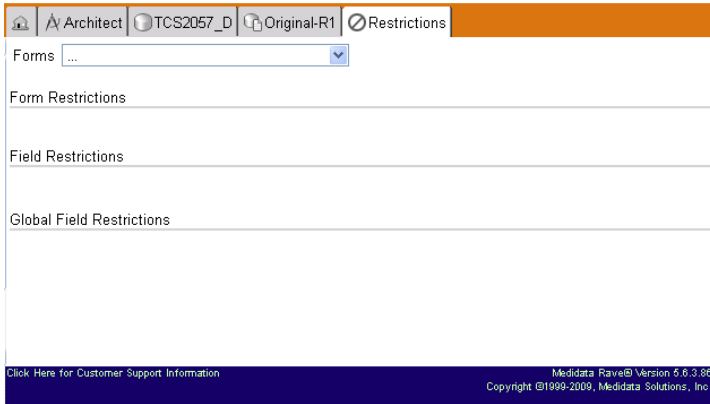 Architect TCS2057_D Original-R1 Restrictions
Forms ...
Form Restrictions
Field Restrictions
Global Field Restrictions
Click Here for Customer Support Information Medidata Rave® Version 5.6.3.86
Copyright ©1999-2009, Medidata Solutions, Inc